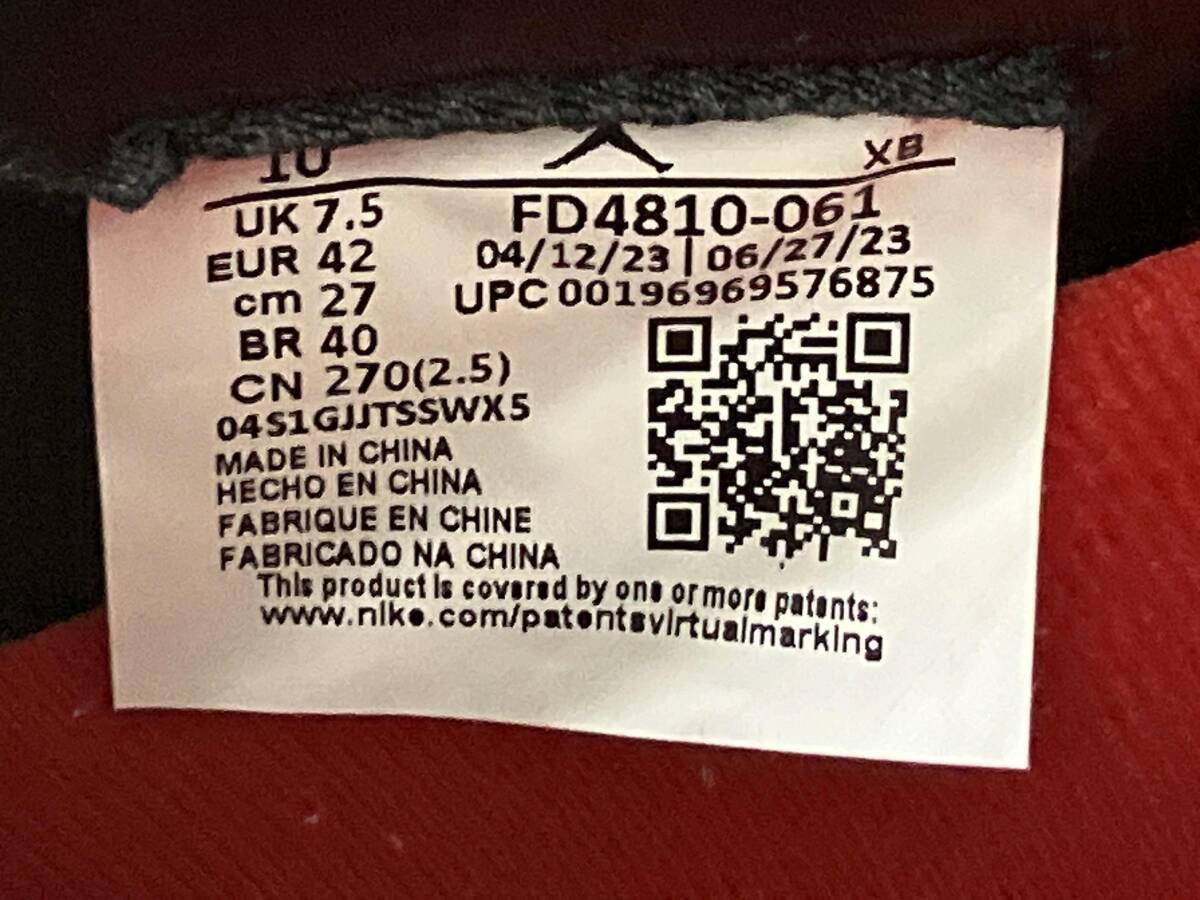 10
XB
UK 7.5
FD4810-061
EUR 42
04/12/23 | 06/27/23
cm 27
UPC 00196969576875
BR 40
CN 270(2.5)
04S1GJJTSSWX5
MADE IN CHINA
HECHO EN CHINA
FABRIQUE EN CHINE
FABRICADO NA CHINA
This product is covered by one or more patents:
www.nike.com/patentsvirtualmarking